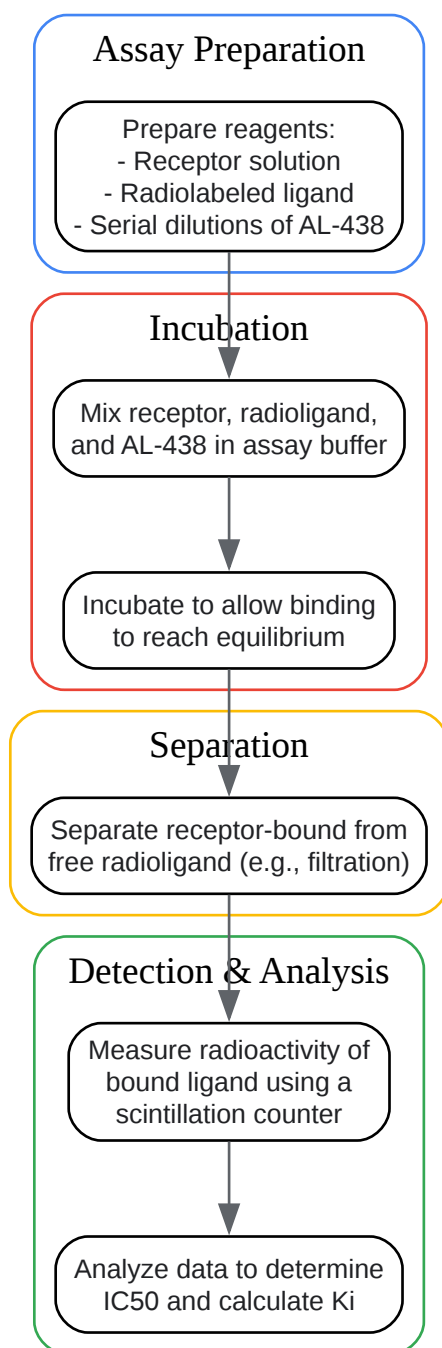 Assay Preparation
Prepare reagents:
- Receptor solution
- Radiolabeled ligand
- Serial dilutions of AL-438
Incubation
Mix receptor, radioligand,
and AL-438 in assay buffer
Incubate to allow binding
to reach equilibrium
Separation
Separate receptor-bound from
free radioligand (e.g., filtration)
Detection & Analysis
Measure radioactivity of
bound ligand using a
scintillation counter
Analyze data to determine
IC50 and calculate Ki